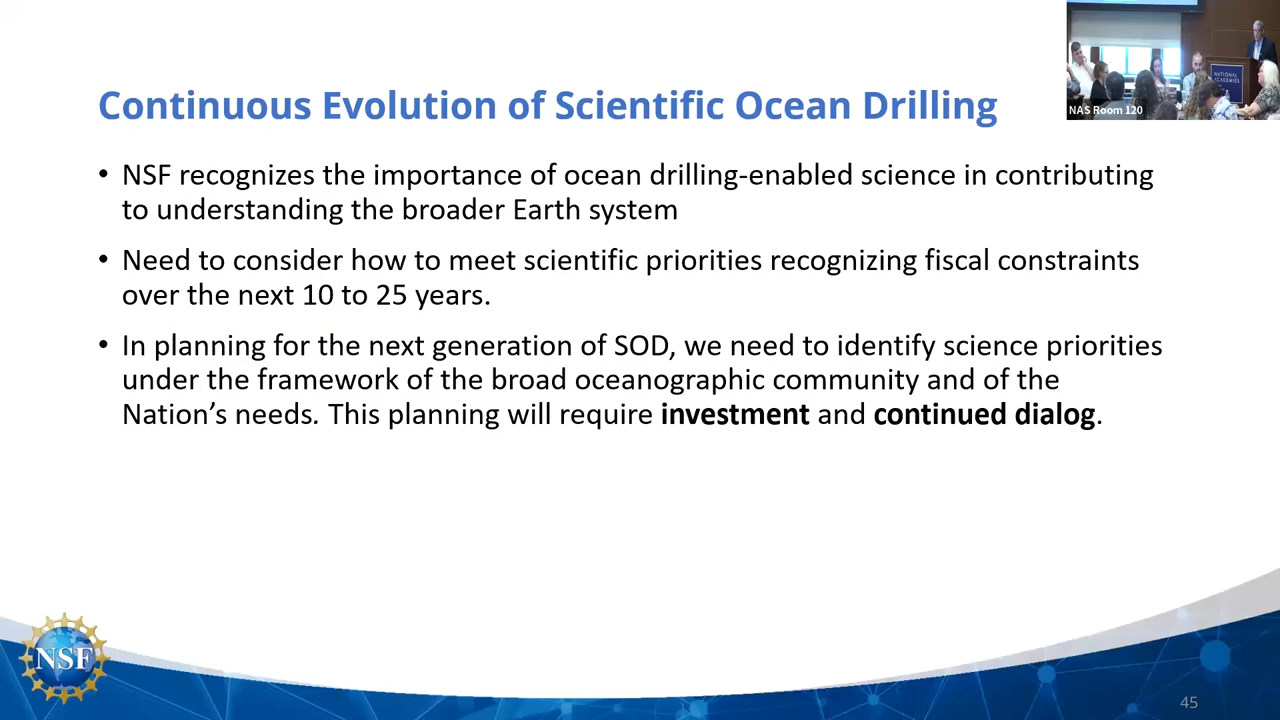 Continuous Evolution of Scientific Ocean Drilling
NATIONAL
ACADEMIES
NAS Room 120
• NSF recognizes the importance of ocean drilling-enabled science in contributing
to understanding the broader Earth system
• Need to consider how to meet scientific priorities recognizing fiscal constraints
over the next 10 to 25 years.
• In planning for the next generation of SOD, we need to identify science priorities
under the framework of the broad oceanographic community and of the
Nation’s needs. This planning will require investment and continued dialog.
NSF
45